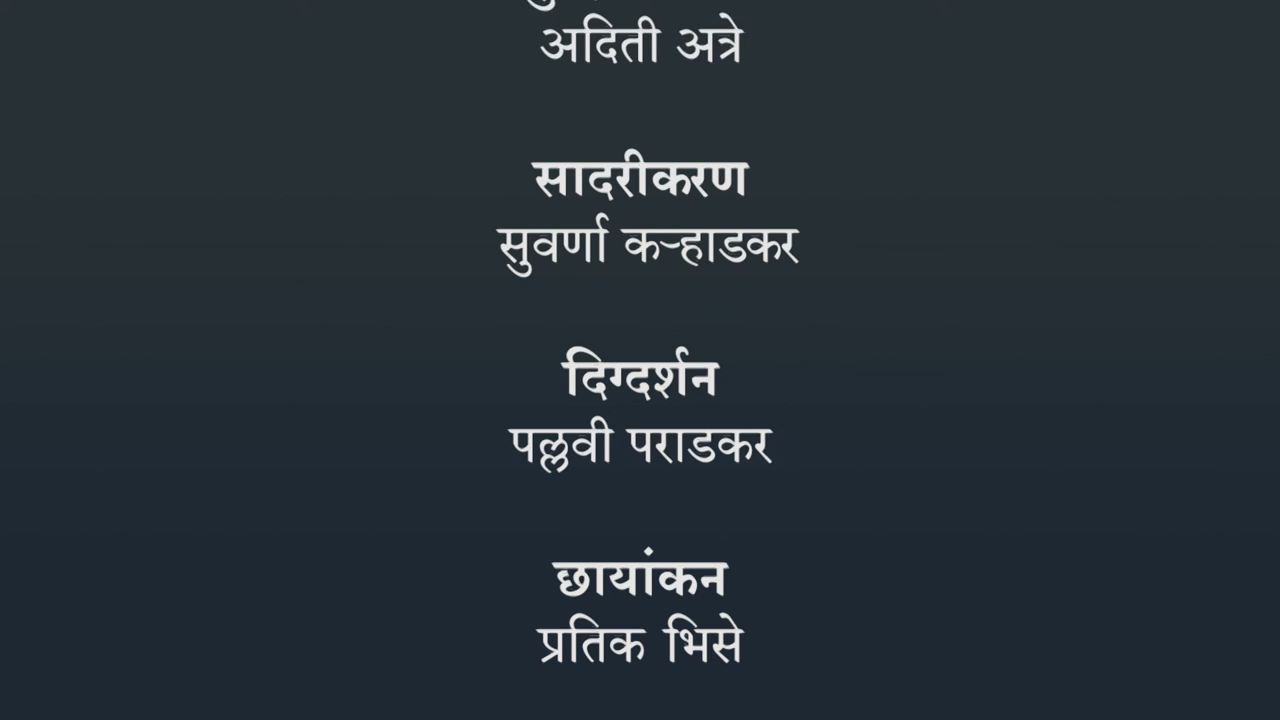 अदिती अत्रे
सादरीकरण
सुवर्णा कऱ्हाडकर
दिग्दर्शन
पल्लवी पराडकर
छायांकन
प्रतिक भिसे